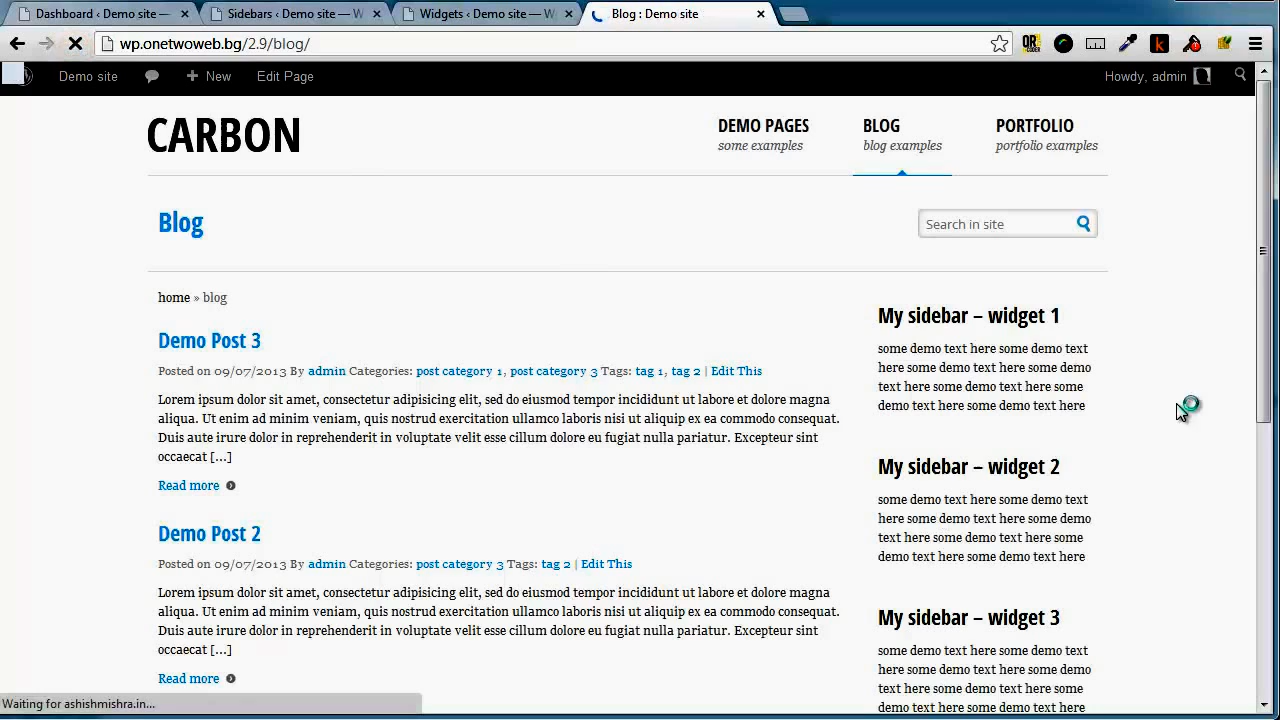 Dashboard ‹ Demo site —
Sidebars ‹ Demo site — W
Widgets ‹ Demo site — W
Blog : Demo site
wp.onetwoweb.bg/2.9/blog/
Demo site
New
Edit Page
Howdy, admin
CARBON
DEMO PAGES
some examples
BLOG
blog examples
PORTFOLIO
portfolio examples
Blog
Search in site
home » blog
Demo Post 3
Posted on 09/07/2013 By admin Categories: post category 1, post category 3 Tags: tag 1, tag 2 | Edit This
Lorem ipsum dolor sit amet, consectetur adipisicing elit, sed do eiusmod tempor incididunt ut labore et dolore magna
aliqua. Ut enim ad minim veniam, quis nostrud exercitation ullamco laboris nisi ut aliquip ex ea commodo consequat.
Duis aute irure dolor in reprehenderit in voluptate velit esse cillum dolore eu fugiat nulla pariatur. Excepteur sint
occaecat [...]
Read more
Demo Post 2
Posted on 09/07/2013 By admin Categories: post category 3 Tags: tag 2 | Edit This
Lorem ipsum dolor sit amet, consectetur adipisicing elit, sed do eiusmod tempor incididunt ut labore et dolore magna
aliqua. Ut enim ad minim veniam, quis nostrud exercitation ullamco laboris nisi ut aliquip ex ea commodo consequat.
Duis aute irure dolor in reprehenderit in voluptate velit esse cillum dolore eu fugiat nulla pariatur. Excepteur sint
occaecat [...]
Read more
My sidebar – widget 1
some demo text here some demo text
here some demo text here some demo
text here some demo text here some
demo text here some demo text here
My sidebar – widget 2
some demo text here some demo text
here some demo text here some demo
text here some demo text here some
demo text here some demo text here
My sidebar – widget 3
some demo text here some demo text
here some demo text here some demo
text here some demo text here some
demo text here some demo text here
Waiting for ashishmishra.in...